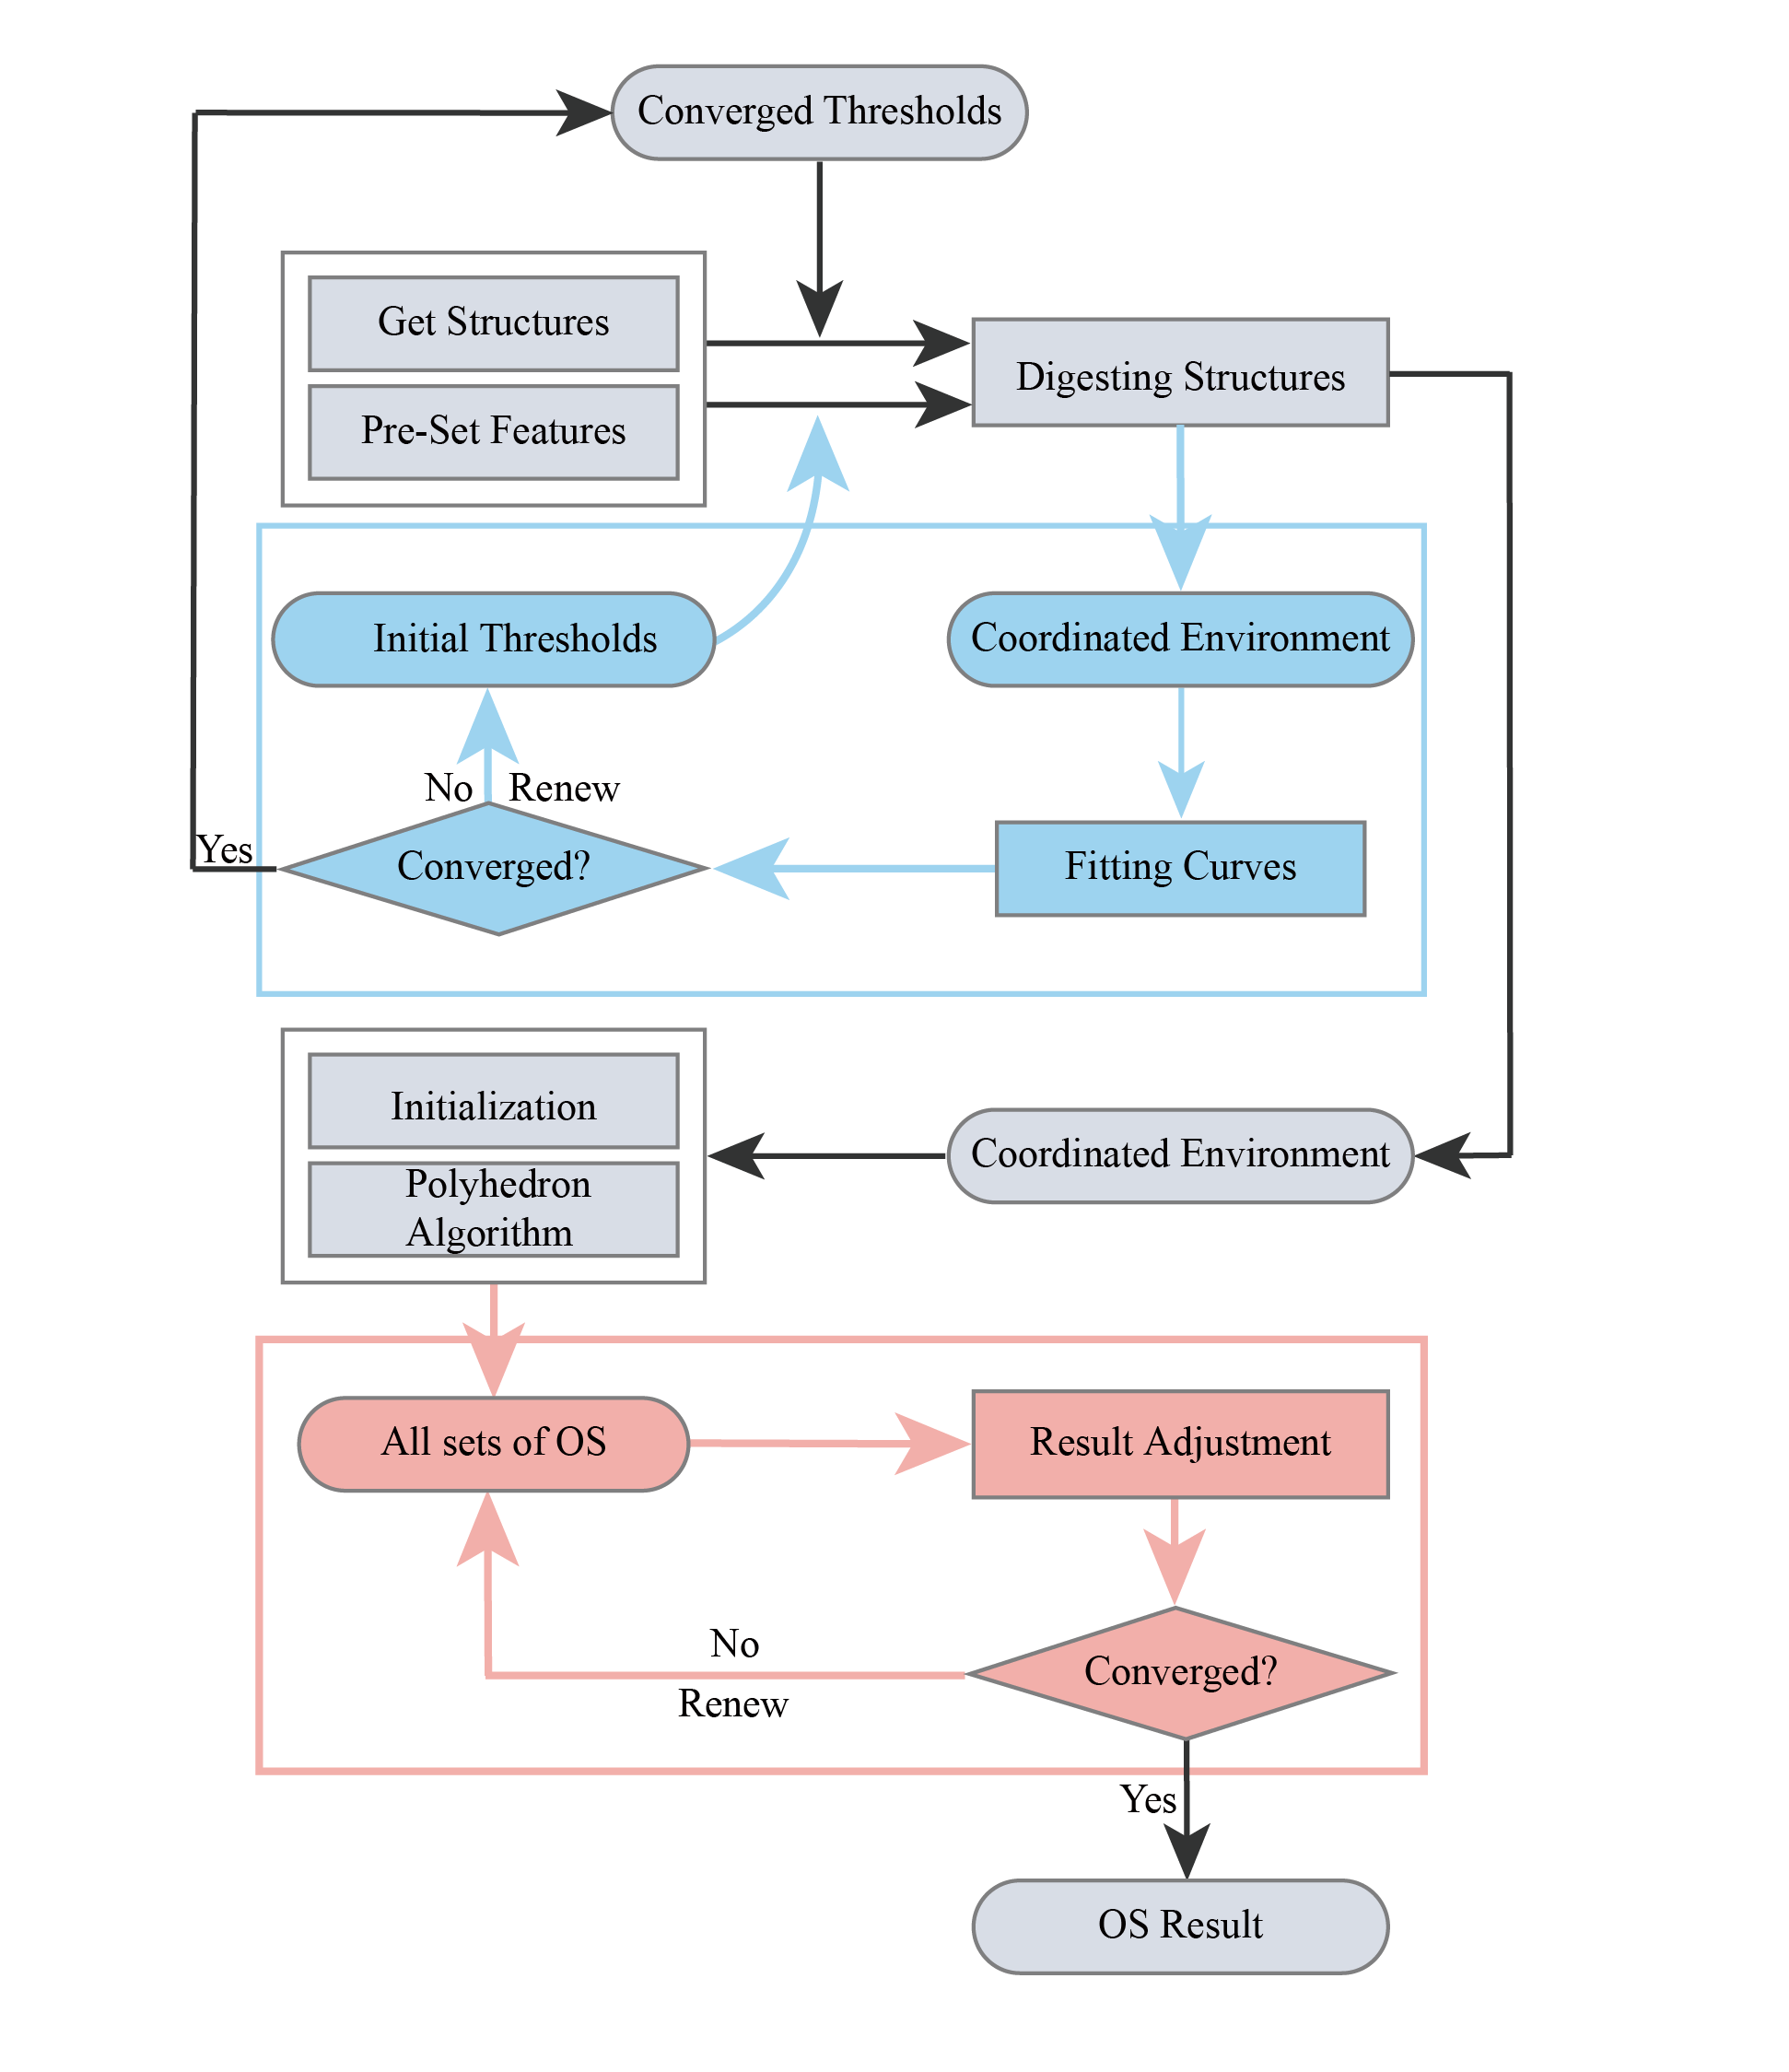 Converged Thresholds
Get Structures
Pre-Set Features
Digesting Structures
Initial Thresholds
Coordinated Environment
No
Renew
Yes
Converged?
Fitting Curves
Initialization
Polyhedron
Algorithm
Coordinated Environment
All sets of OS
Result Adjustment
No
Renew
Converged?
Yes
OS Result